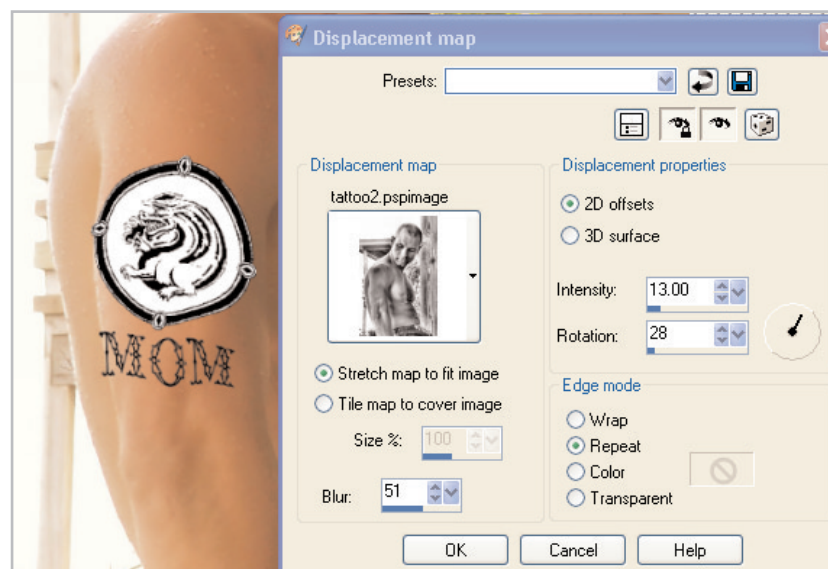 Displacement map
Presets:
Displacement map
tattoo2.pspimage
Stretch map to fit image
Tile map to cover image
Size %: 100
Blur: 51
Displacement properties
2D offsets
3D surface
Intensity: 13.00
Rotation: 28
Edge mode
Wrap
Repeat
Color
Transparent
OK Cancel Help
MOM